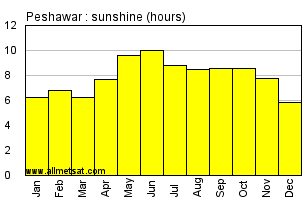 Peshawar : sunshine (hours)
12
10
8
6
4
2
0
www.allmetsat.com
Jan
Feb
Mar
Apr
May
Jun
Jul
Aug
Sep
Oct
Nov
Dec